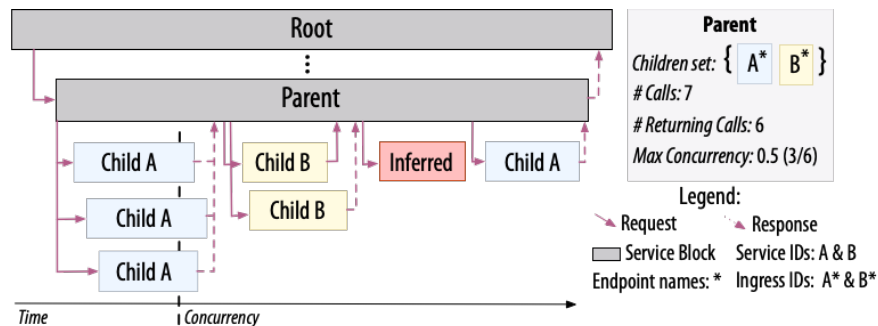 Root
Parent
Child A
Child B
Inferred
Child A
Child A
Child B
Child A
Time
Concurrency
Parent
Children set: { A* B* }
# Calls: 7
# Returning Calls: 6
Max Concurrency: 0.5 (3/6)
Legend:
Request
Response
Service Block
Service IDs: A & B
Endpoint names: *
Ingress IDs: A* & B*